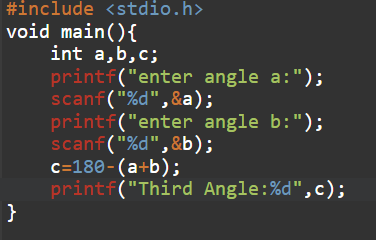 #include <stdio.h>
void main(){
    int a,b,c;
    printf("enter angle a:");
    scanf("%d",&a);
    printf("enter angle b:");
    scanf("%d",&b);
    c=180-(a+b);
    printf("Third Angle:%d",c);
}